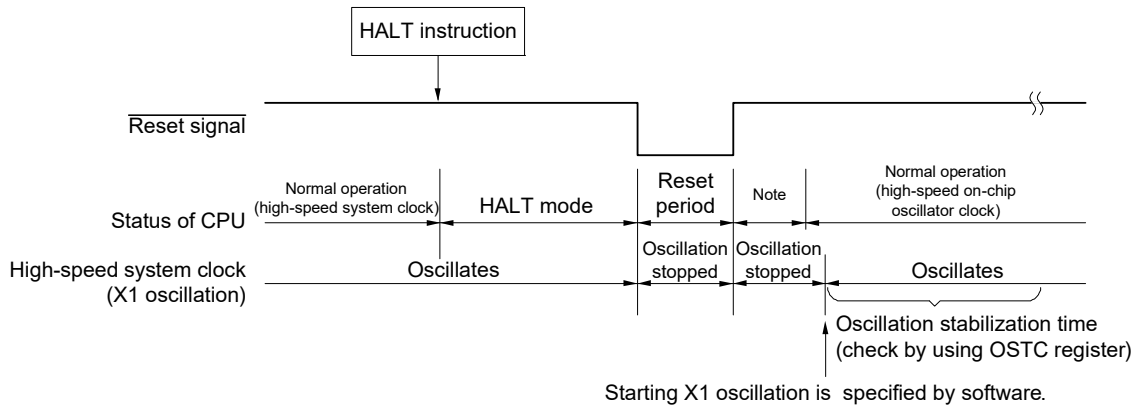 HALT instruction
Reset signal
Normal operation
(high-speed system clock)
HALT mode
Reset
period
Note
Normal operation
(high-speed on-chip
oscillator clock)
Status of CPU
High-speed system clock
(X1 oscillation)
Oscillates
Oscillation
stopped
Oscillation
stopped
Oscillates
Oscillation stabilization time
(check by using OSTC register)
Starting X1 oscillation is specified by software.